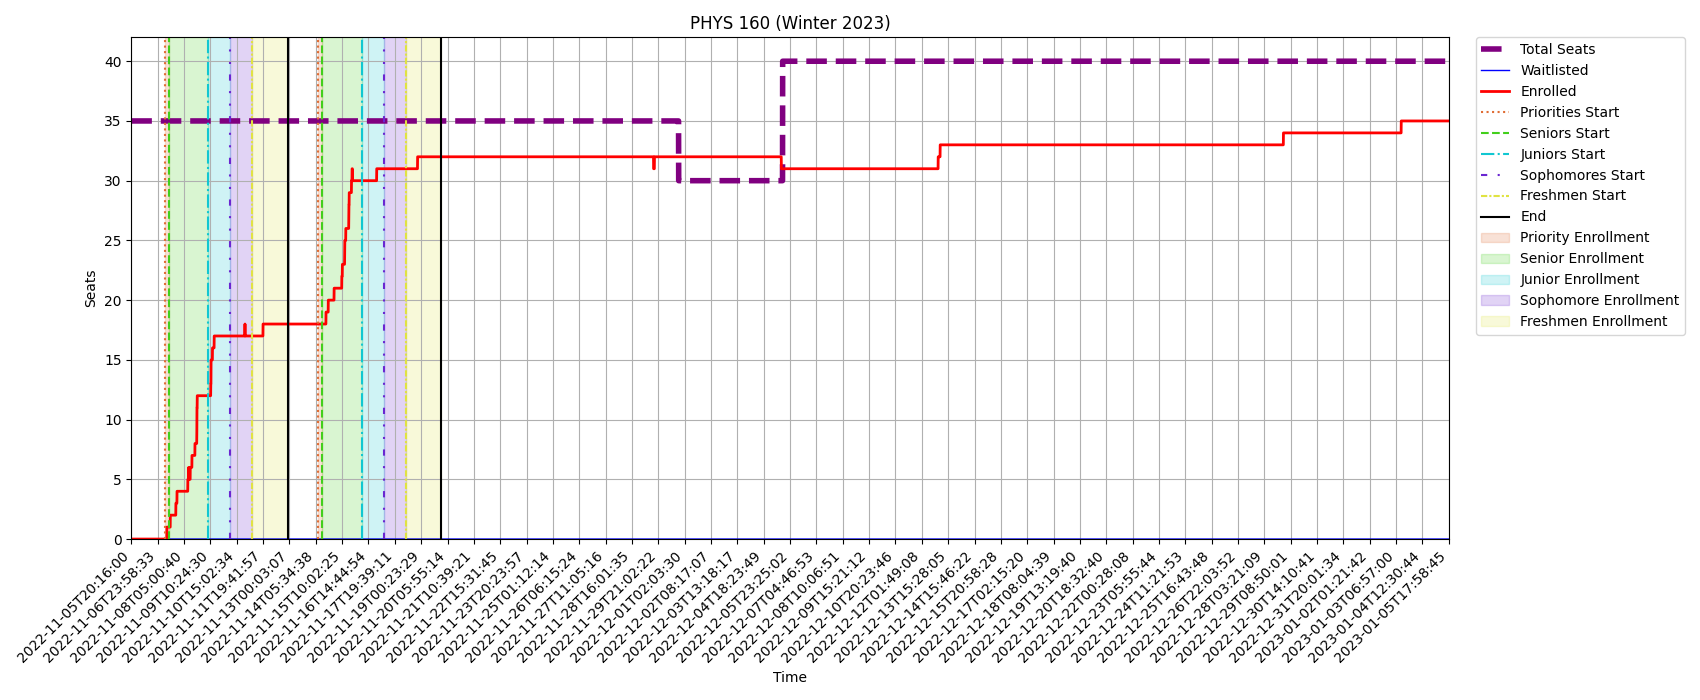 PHYS 160 (Winter 2023)
Seats
40
35
30
25
20
15
10
5
0
2022-11-05T20:16:00
2022-11-06T23:58:33
2022-11-08T05:00:40
2022-11-09T10:24:30
2022-11-10T15:02:34
2022-11-11T19:41:57
2022-11-13T00:03:07
2022-11-14T05:34:38
2022-11-15T10:02:25
2022-11-16T14:44:54
2022-11-17T19:39:11
2022-11-19T00:23:29
2022-11-20T05:55:14
2022-11-21T10:39:21
2022-11-22T15:31:45
2022-11-23T20:23:57
2022-11-25T01:12:14
2022-11-26T06:15:24
2022-11-27T11:05:16
2022-11-28T16:01:35
2022-11-29T21:02:22
2022-12-01T02:03:30
2022-12-02T08:17:07
2022-12-03T13:18:17
2022-12-04T18:23:49
2022-12-05T23:25:02
2022-12-07T04:46:53
2022-12-08T10:06:51
2022-12-09T15:21:12
2022-12-10T20:23:46
2022-12-12T01:49:08
2022-12-13T15:28:05
2022-12-14T15:46:22
2022-12-15T20:58:28
2022-12-17T02:15:20
2022-12-18T08:04:39
2022-12-19T13:19:40
2022-12-20T18:32:40
2022-12-22T00:28:08
2022-12-23T05:55:44
2022-12-24T11:21:53
2022-12-25T16:43:48
2022-12-26T22:03:52
2022-12-28T03:21:09
2022-12-29T08:50:01
2022-12-30T14:10:41
2022-12-31T20:01:34
2023-01-02T01:21:42
2023-01-03T06:57:00
2023-01-04T12:30:44
2023-01-05T17:58:45
Time
Total Seats
Waitlisted
Enrolled
Priorities Start
Seniors Start
Juniors Start
Sophomores Start
Freshmen Start
End
Priority Enrollment
Senior Enrollment
Junior Enrollment
Sophomore Enrollment
Freshmen Enrollment